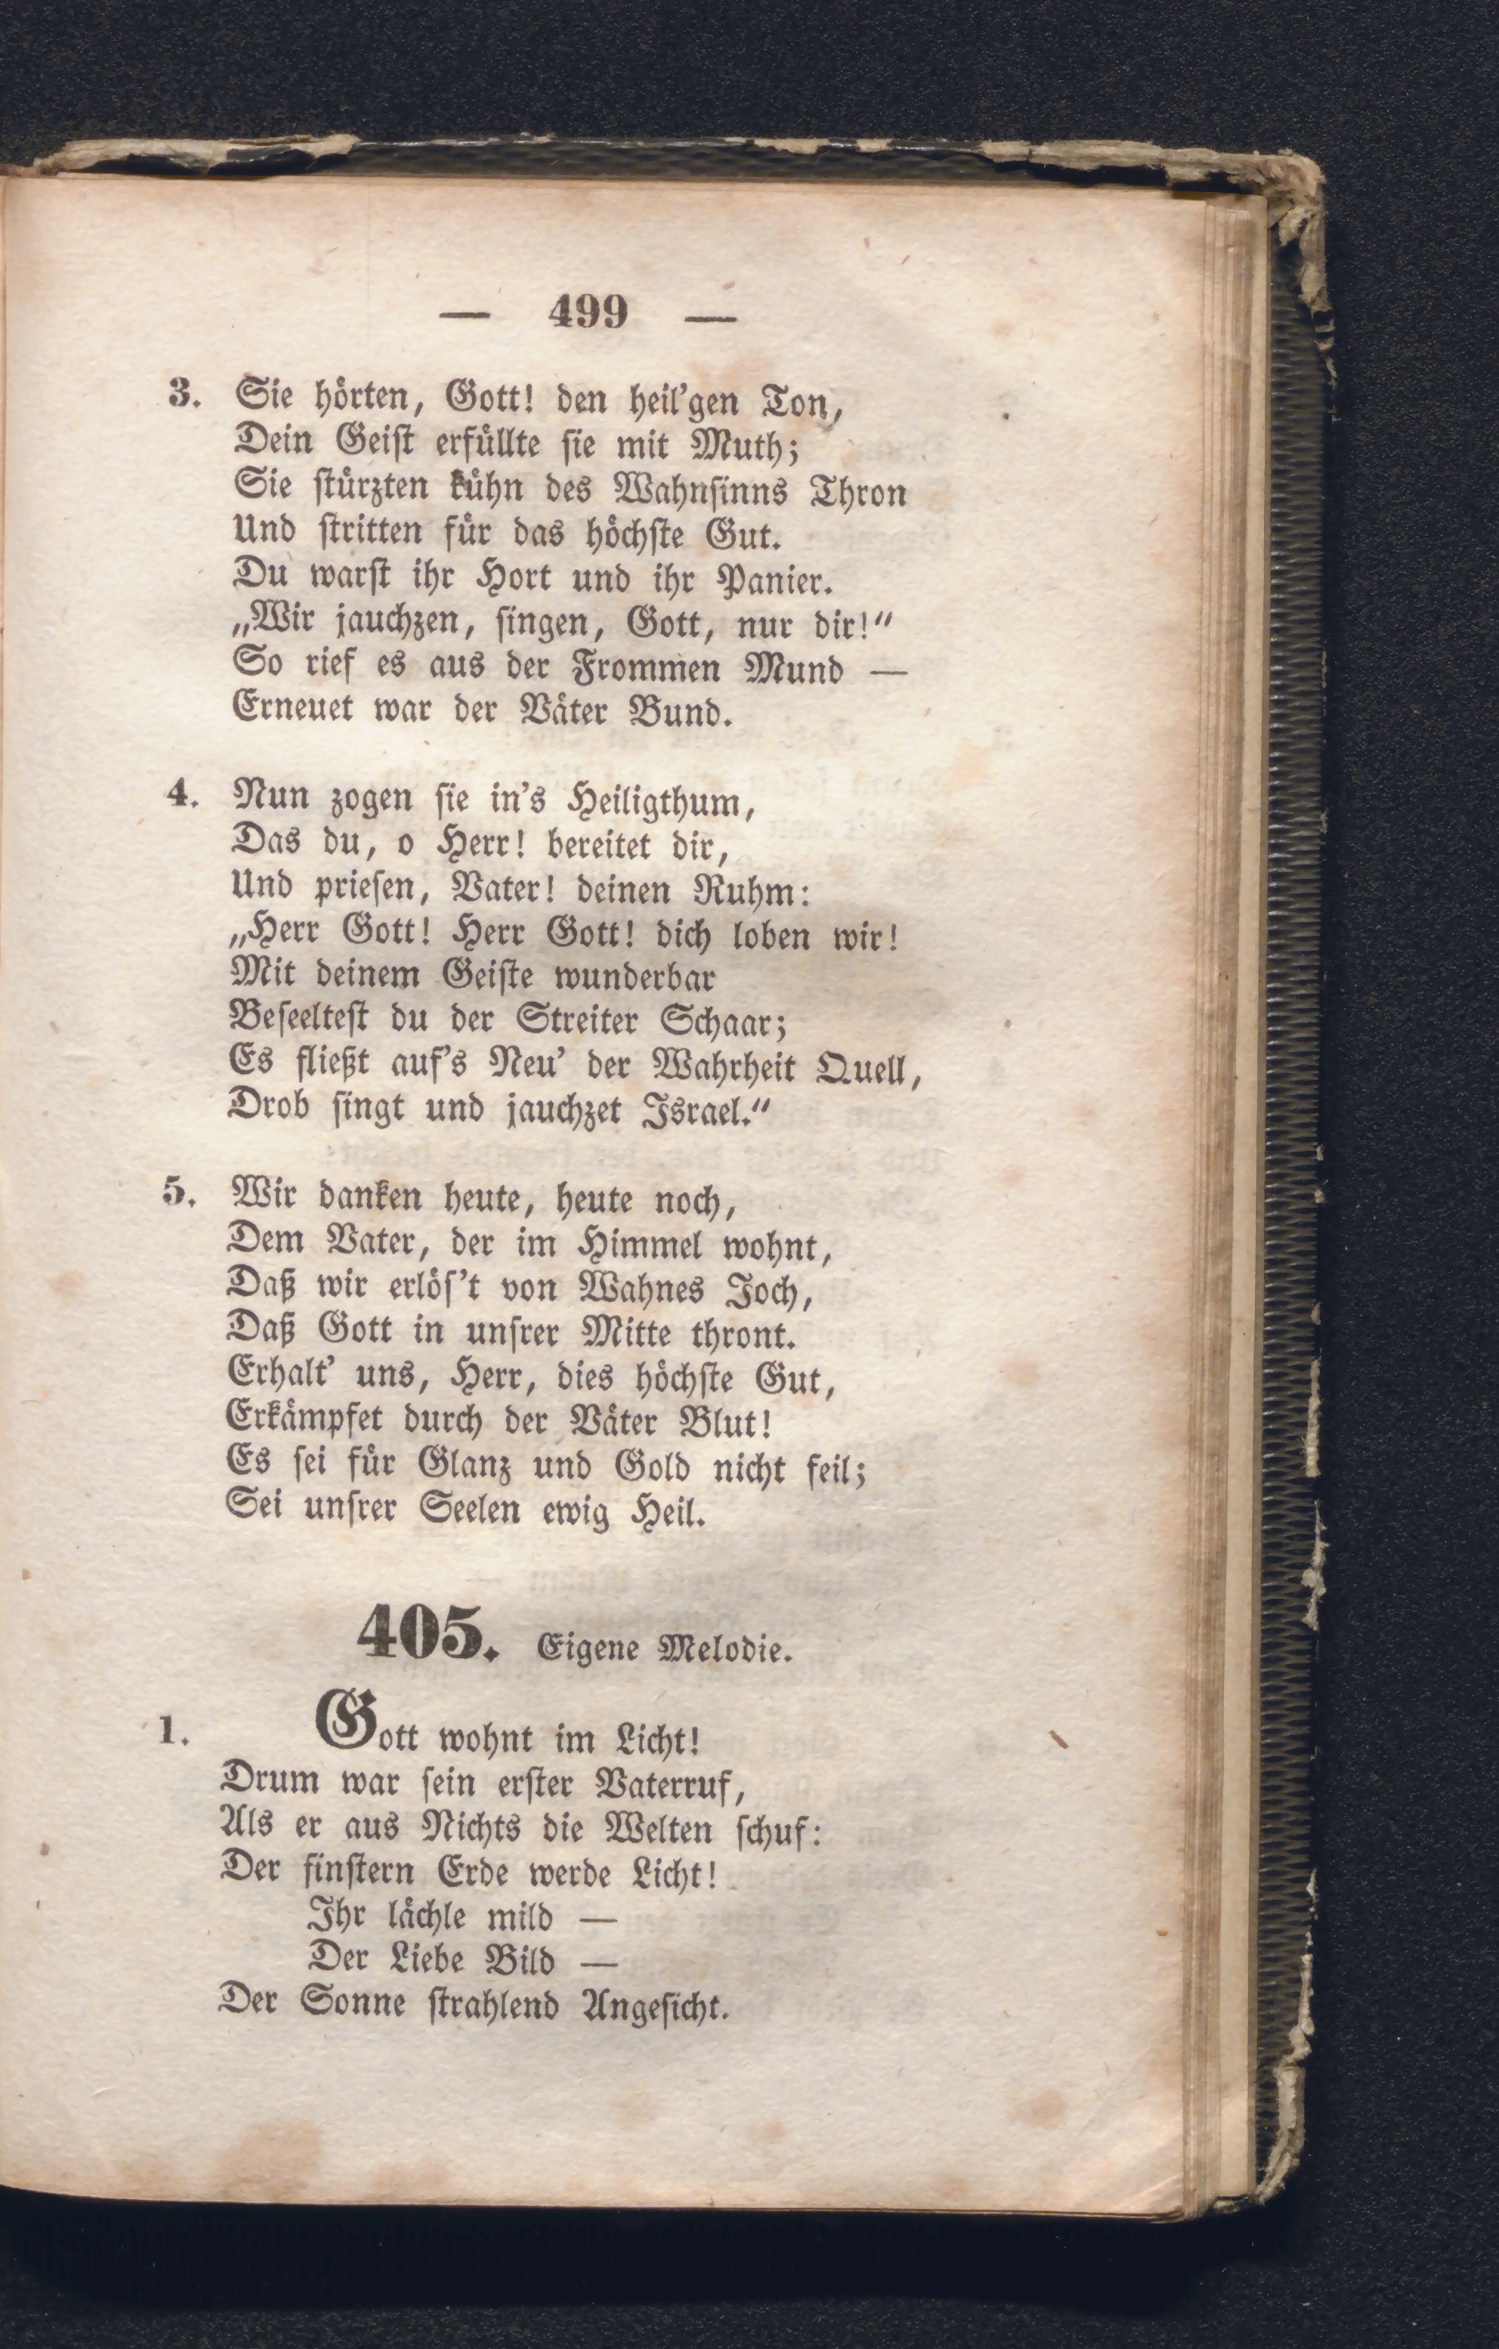 — 499 —
3. Sie hörten, Gott! den heil'gen Ton,
Dein Geiſt erfüllte ſie mit Muth;
Sie ſtürzten kühn des Wahnſinns Thron
Und ſtritten für das höchſte Gut.
Du warſt ihr Hort und ihr Panier.
„Wir jauchzen, ſingen, Gott, nur dir!“
So rief es aus der Frommen Mund —
Erneuet war der Väter Bund.
4. Nun zogen ſie in's Heiligthum,
Das du, o Herr! bereitet dir,
Und prieſen, Vater! deinen Ruhm:
„Herr Gott! Herr Gott! dich loben wir!
Mit deinem Geiſte wunderbar
Beſeelteſt du der Streiter Schaar;
Es fließt auf's Neu' der Wahrheit Quell,
Drob ſingt und jauchzet Israel.“
5. Wir danken heute, heute noch,
Dem Vater, der im Himmel wohnt,
Daß wir erlöſ't von Wahnes Joch,
Daß Gott in unſrer Mitte thront.
Erhalt' uns, Herr, dies höchſte Gut,
Erkämpfet durch der Väter Blut!
Es ſei für Glanz und Gold nicht feil;
Sei unſrer Seelen ewig Heil.
405. Eigene Melodie.
1. Gott wohnt im Licht!
Drum war ſein erſter Vaterruf,
Als er aus Nichts die Welten ſchuf:
Der finſtern Erde werde Licht!
Ihr lächle mild —
Der Liebe Bild —
Der Sonne ſtrahlend Angeſicht.